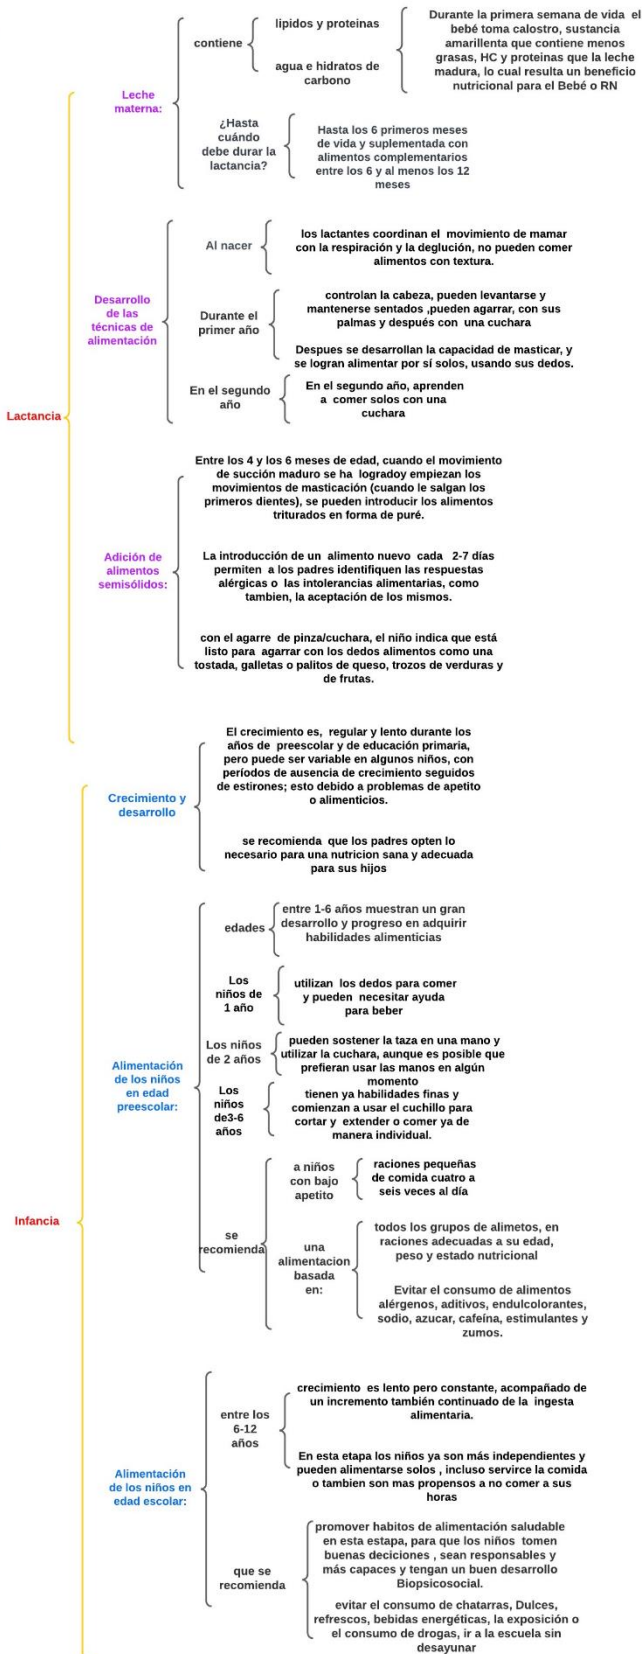 Lactancia
Leche
materna:
contiene
lipidos y proteinas
agua e hidratos de
carbono
Durante la primera semana de vida el
bebé toma calostro, sustancia
amarillenta que contiene menos
grasas, HC y proteinas que la leche
madura, lo cual resulta un beneficio
nutricional para el Bebé o RN
¿Hasta
cuándo
debe durar la
lactancia?
Hasta los 6 primeros meses
de vida y suplementada con
alimentos complementarios
entre los 6 y al menos los 12
meses
Desarrollo
de las
técnicas de
alimentación
Al nacer
los lactantes coordinan el movimiento de mamar
con la respiración y la deglución, no pueden comer
alimentos con textura.
Durante el
primer año
controlan la cabeza, pueden levantarse y
mantenerse sentados ,pueden agarrar, con sus
palmas y después con una cuchara
Despues se desarrollan la capacidad de masticar, y
se logran alimentar por sí solos, usando sus dedos.
En el segundo
año
En el segundo año, aprenden
a comer solos con una
cuchara
Adición de
alimentos
semisólidos:
Entre los 4 y los 6 meses de edad, cuando el movimiento
de succión maduro se ha logradoy empiezan los
movimientos de masticación (cuando le salgan los
primeros dientes), se pueden introducir los alimentos
triturados en forma de puré.
La introducción de un alimento nuevo cada 2-7 días
permiten a los padres identifiquen las respuestas
alérgicas o las intolerancias alimentarias, como
tambien, la aceptación de los mismos.
con el agarre de pinza/cuchara, el niño indica que está
listo para agarrar con los dedos alimentos como una
tostada, galletas o palitos de queso, trozos de verduras y
de frutas.
Infancia
Crecimiento y
desarrollo
El crecimiento es, regular y lento durante los
años de preescolar y de educación primaria,
pero puede ser variable en algunos niños, con
períodos de ausencia de crecimiento seguidos
de estirones; esto debido a problemas de apetito
o alimenticios.
se recomienda que los padres opten lo
necesario para una nutricion sana y adecuada
para sus hijos
Alimentación
de los niños
en edad
preescolar:
edades
entre 1-6 años muestran un gran
desarrollo y progreso en adquirir
habilidades alimenticias
Los
niños de
1 año
utilizan los dedos para comer
y pueden necesitar ayuda
para beber
Los niños
de 2 años
pueden sostener la taza en una mano y
utilizar la cuchara, aunque es posible que
prefieran usar las manos en algún
momento
Los
niños
de3-6
años
tienen ya habilidades finas y
comienzan a usar el cuchillo para
cortar y extender o comer ya de
manera individual.
se
recomienda
a niños
con bajo
apetito
raciones pequeñas
de comida cuatro a
seis veces al día
una
alimentacion
basada
en:
todos los grupos de alimetos, en
raciones adecuadas a su edad,
peso y estado nutricional
Evitar el consumo de alimentos
alérgenos, aditivos, endulcolorantes,
sodio, azucar, cafeína, estimulantes y
zumos.
Alimentación
de los niños en
edad escolar:
entre los
6-12
años
crecimiento es lento pero constante, acompañado de
un incremento también continuado de la ingesta
alimentaria.
En esta etapa los niños ya son más independientes y
pueden alimentarse solos , incluso servirce la comida
o tambien son mas propensos a no comer a sus
horas
que se
recomienda
promover habitos de alimentación saludable
en esta estapa, para que los niños tomen
buenas deciciones , sean responsables y
más capaces y tengan un buen desarrollo
Biopsicosocial.
evitar el consumo de chatarras, Dulces,
refrescos, bebidas energéticas, la exposición o
el consumo de drogas, ir a la escuela sin
desayunar